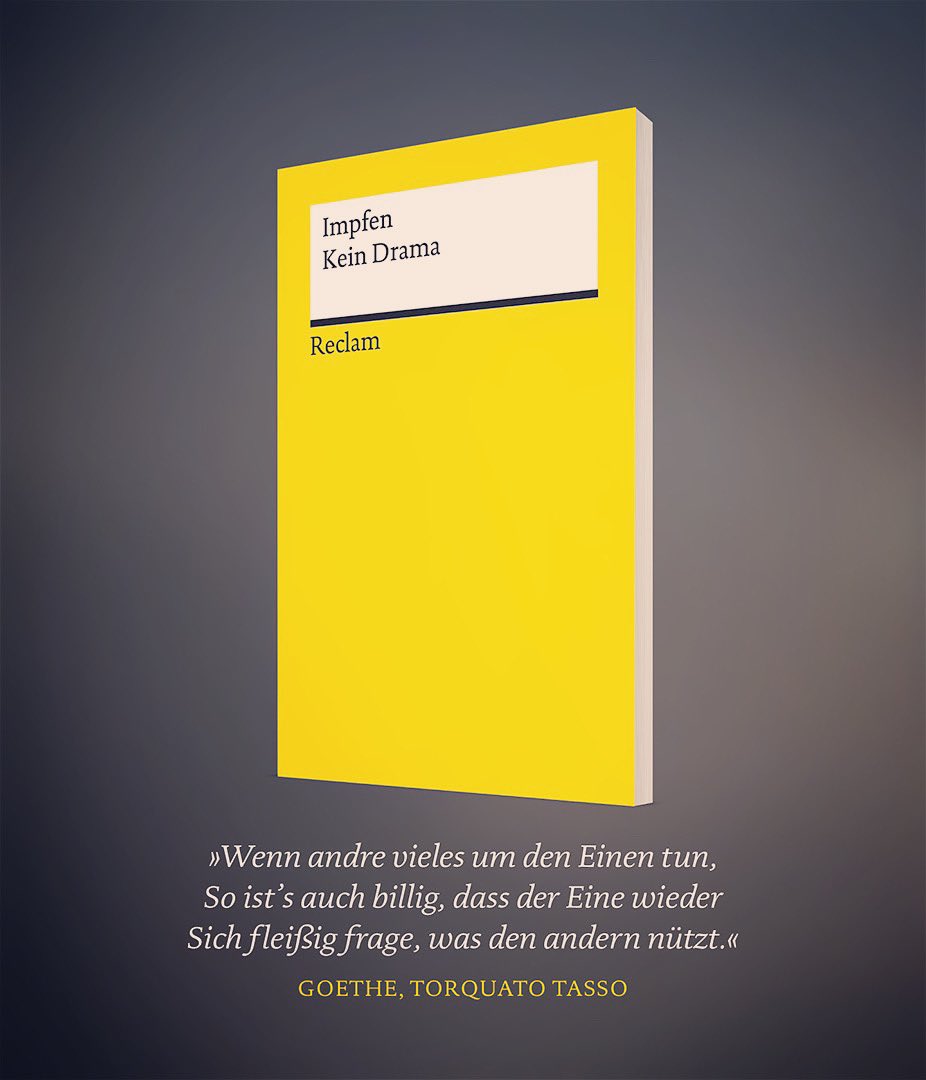 Impfen
Kein Drama
Reclam
»Wenn andre vieles um den Einen tun,
So ist’s auch billig, dass der Eine wieder
Sich fleißig frage, was den andern nützt.«
GOETHE, TORQUATO TASSO